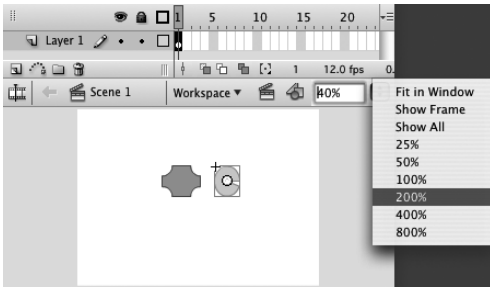 1 5 10 15 20
Layer 1
1 12.0 fps 0.
Scene 1 Workspace 40%
Fit in Window
Show Frame
Show All
25%
50%
100%
200%
400%
800%